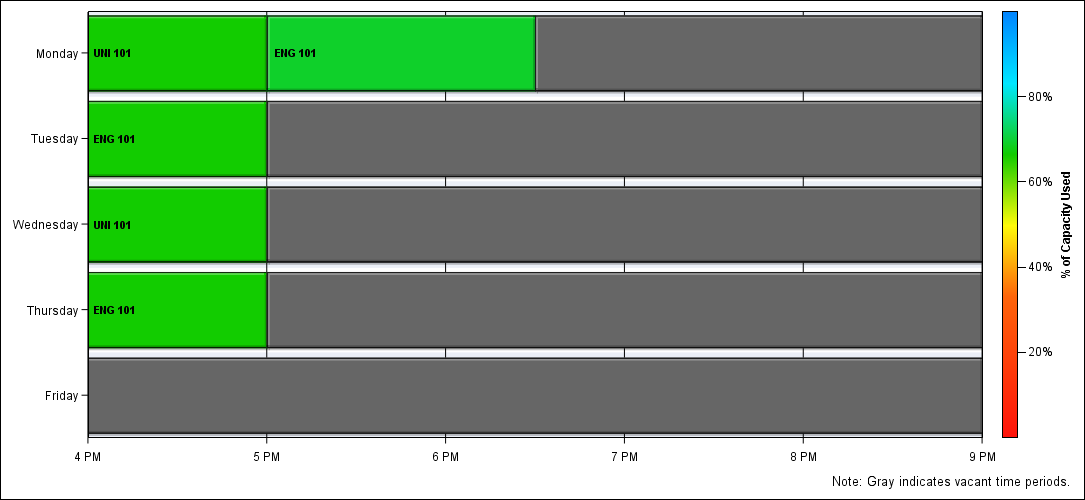 Monday
UNI 101
ENG 101
Tuesday
ENG 101
Wednesday
UNI 101
Thursday
ENG 101
Friday
4 PM
5 PM
6 PM
7 PM
8 PM
9 PM
80%
60%
40%
20%
% of Capacity Used
Note: Gray indicates vacant time periods.